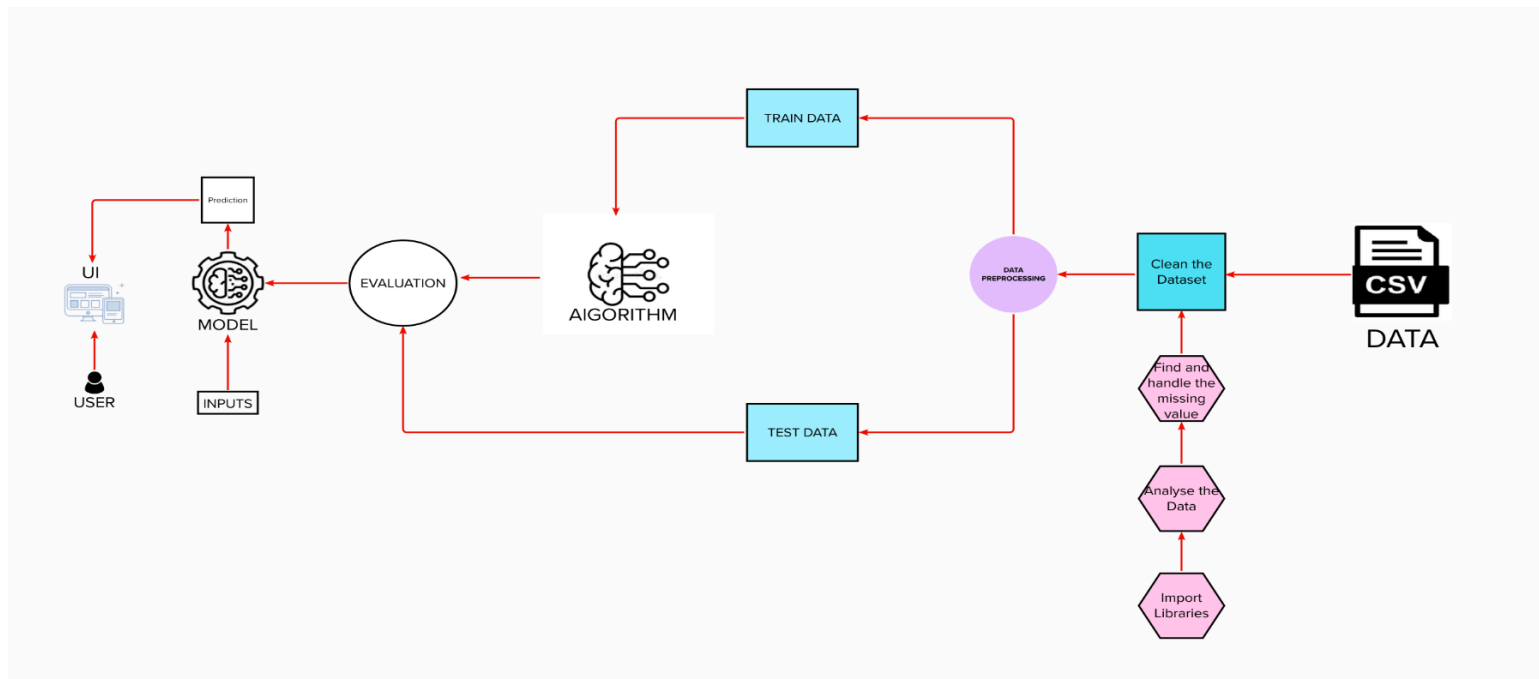 TRAIN DATA
Prediction
UI
MODEL
EVALUATION
AlGORITHM
DATA
PREPROCESSING
Clean the
Dataset
CSV
DATA
USER
INPUTS
TEST DATA
Find and
handle the
missing
value
Analyse the
Data
Import
Libraries